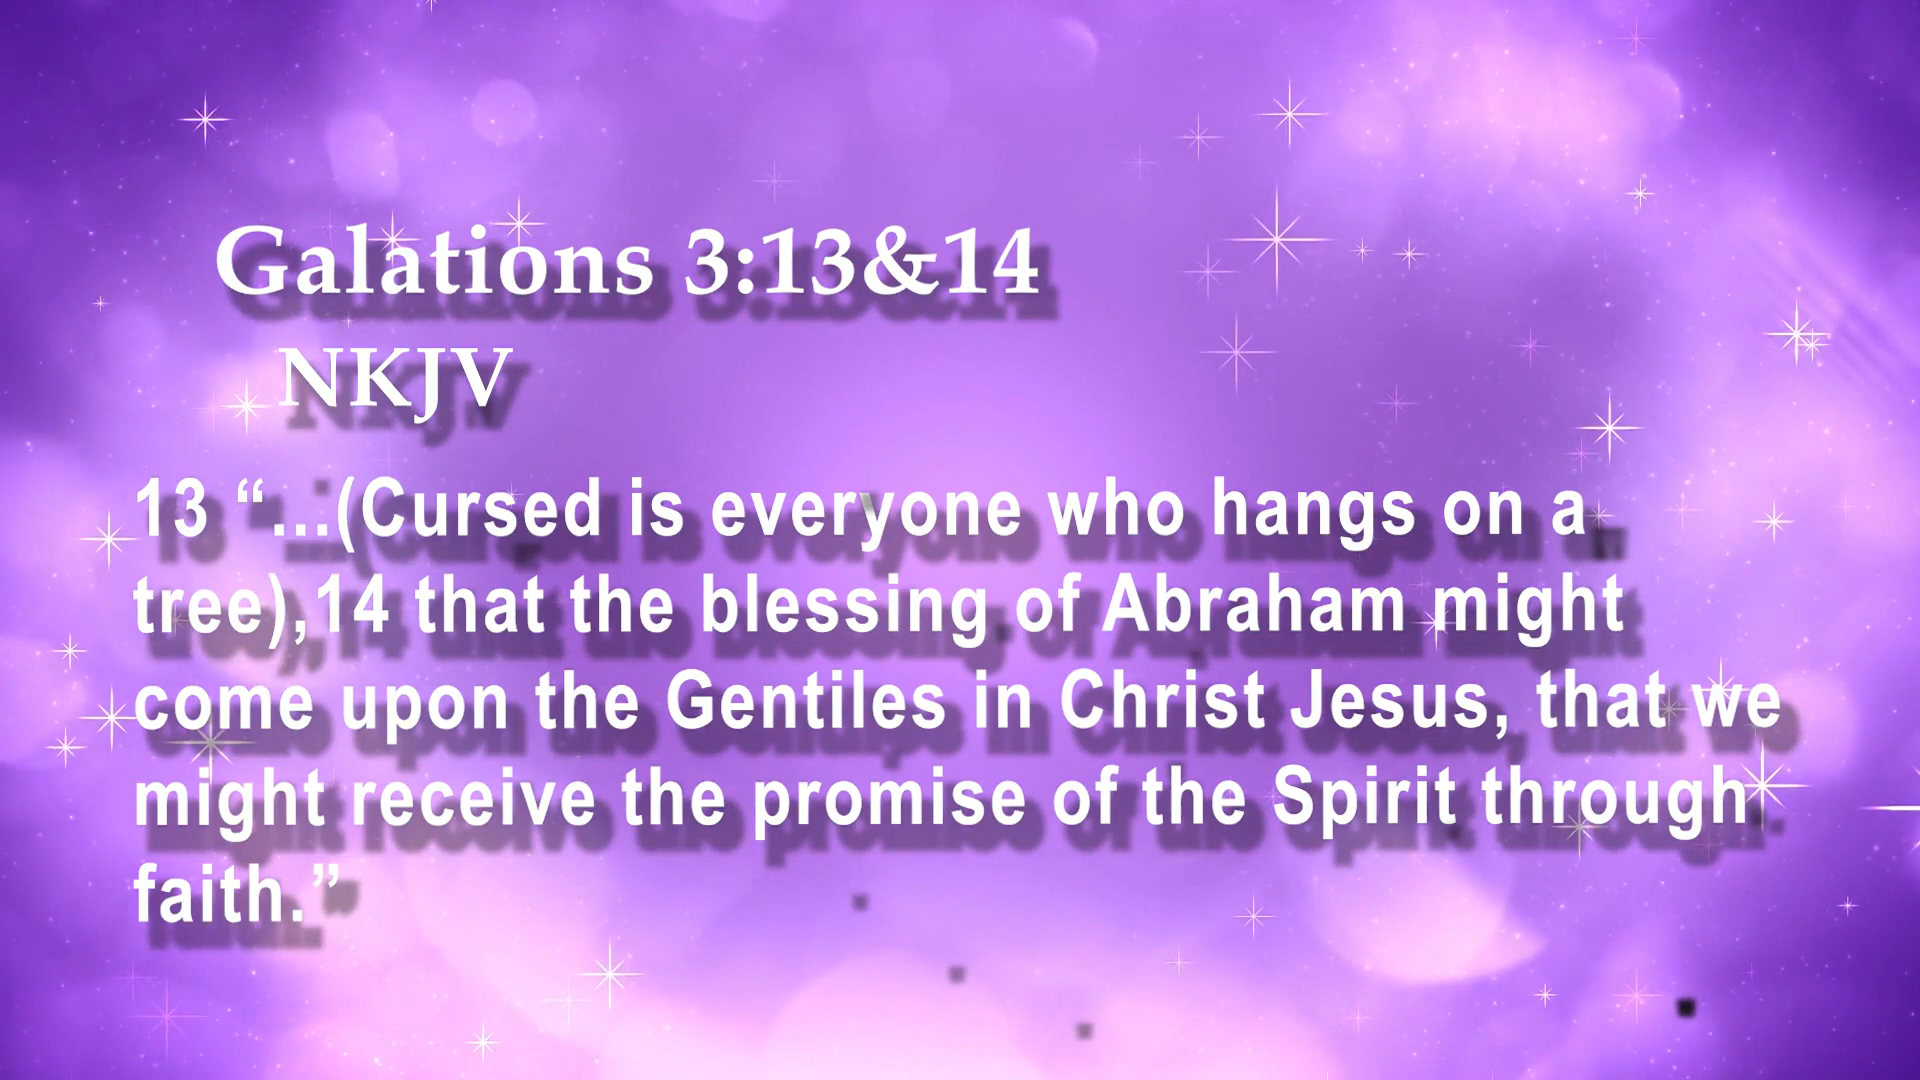 Galations 3:13&14
NKJV
13 “...(Cursed is everyone who hangs on a
tree),14 that the blessing of Abraham might
come upon the Gentiles in Christ Jesus, that we
might receive the promise of the Spirit through
faith.”